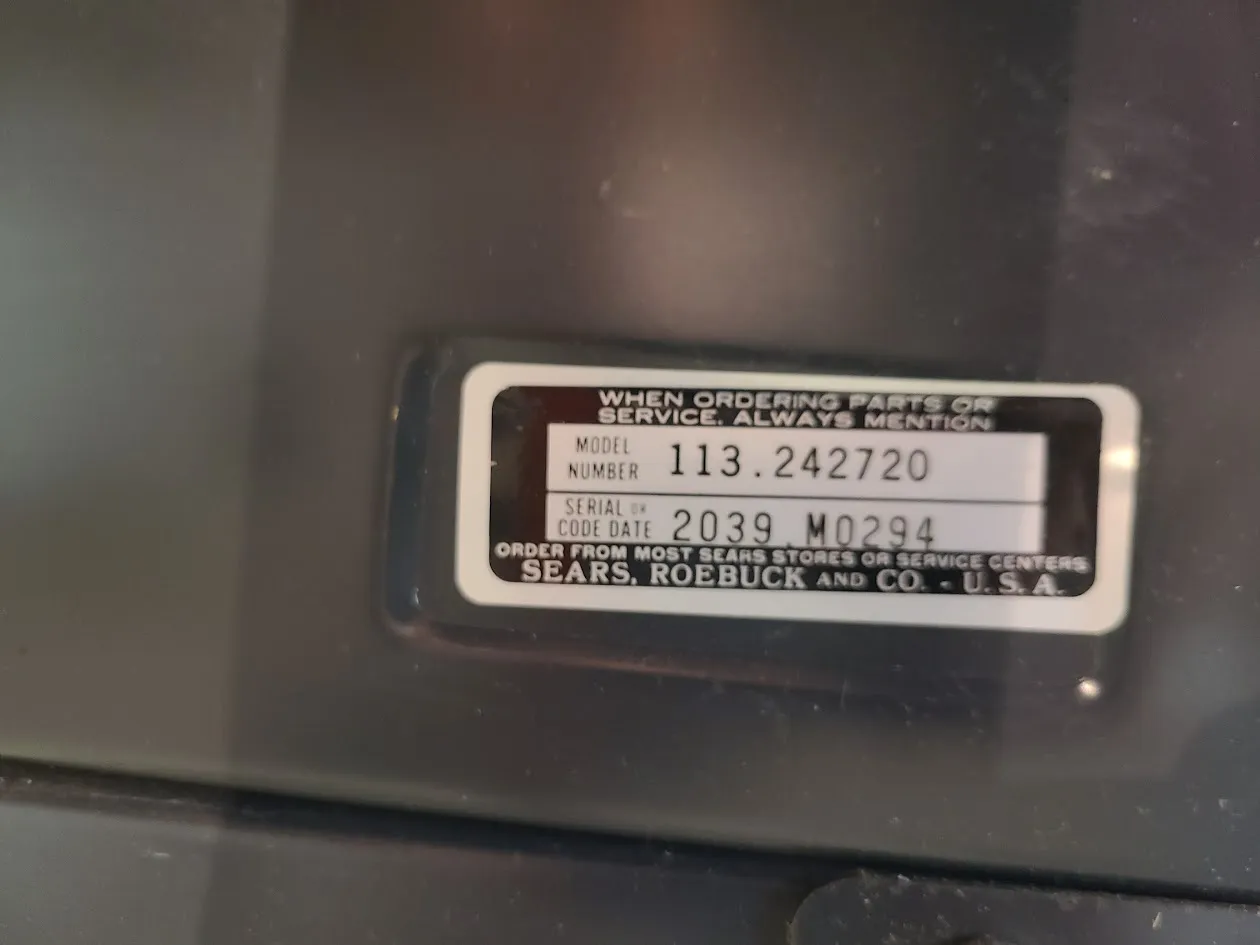 WHEN ORDERING PARTS OR
SERVICE, ALWAYS MENTION
MODEL
NUMBER 113.242720
SERIAL OR
CODE DATE 2039.M0294
ORDER FROM MOST SEARS STORES OR SERVICE CENTERS
SEARS, ROEBUCK AND CO. - U.S.A.